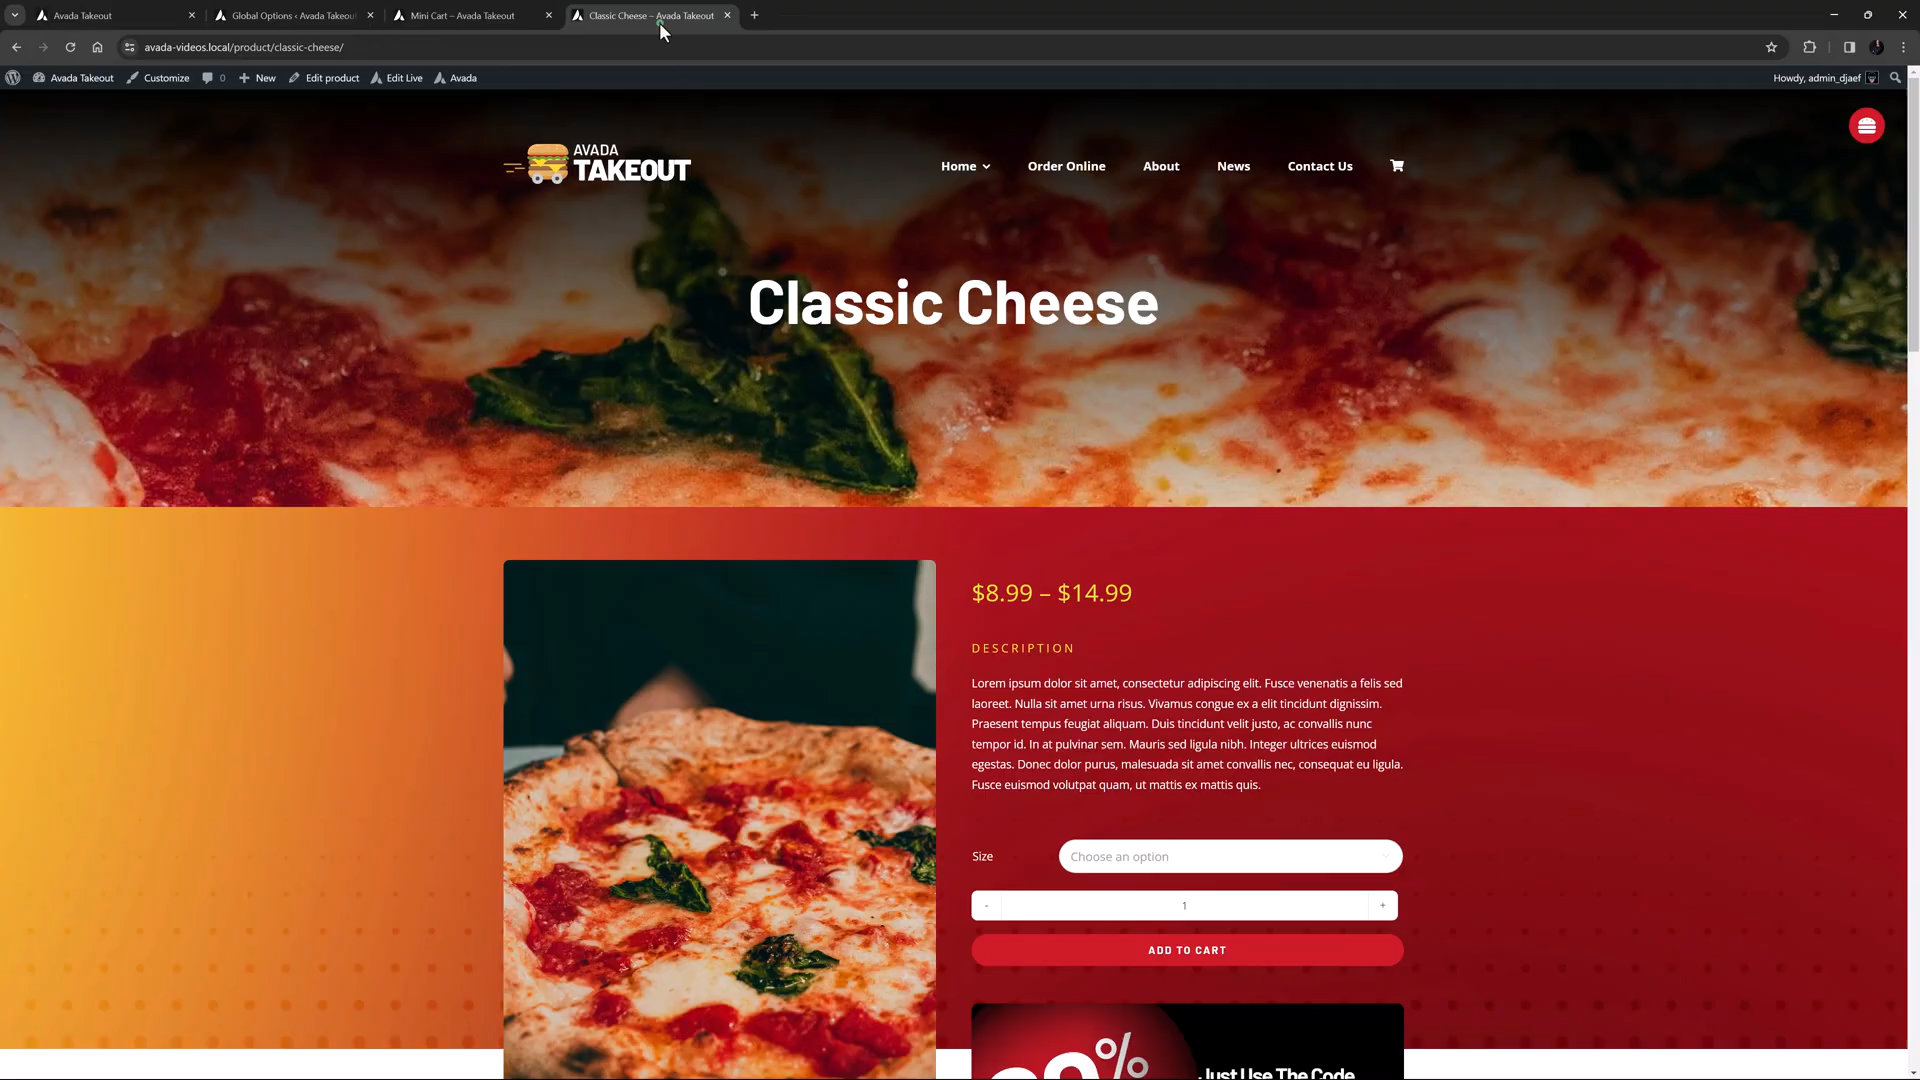 Avada Takeout
Global Options ‹ Avada Takeout
Mini Cart – Avada Takeout
Classic Cheese – Avada Takeout
avada-videos.local/product/classic-cheese/
Avada Takeout
Customize
0
New
Edit product
Edit Live
Avada
Howdy, admin_djaef
AVADA
TAKEOUT
Home
Order Online
About
News
Contact Us
Classic Cheese
$8.99 – $14.99
DESCRIPTION
Lorem ipsum dolor sit amet, consectetur adipiscing elit. Fusce venenatis a felis sed
laoreet. Nulla sit amet urna risus. Vivamus congue ex a elit tincidunt dignissim.
Praesent tempus feugiat aliquam. Duis tincidunt velit justo, ac convallis nunc
tempor id. In at pulvinar sem. Mauris sed ligula nibh. Integer ultrices euismod
egestas. Donec dolor purus, malesuada sit amet convallis nec, consequat eu ligula.
Fusce euismod volutpat quam, ut mattis ex mattis quis.
Size
Choose an option
- 1 +
ADD TO CART
%
Just Use The Code